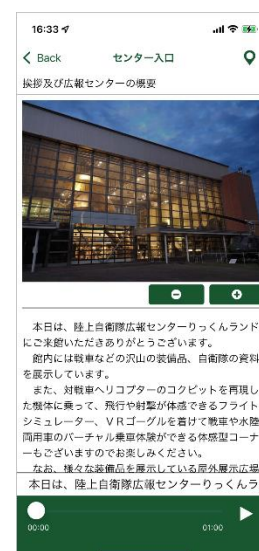 16:33
Back
センター入口
挨拶及び広報センターの概要
本日は、陸上自衛隊広報センターりっくんランド
にご来館いただきありがとうございます。
館内には戦車などの沢山の装備品、自衛隊の資料
を展示しています。
また、対戦車ヘリコプターのコクピットを再現し
た機体に乗って、飛行や射撃が体感できるフライト
シミュレーター、ＶＲゴーグルを着けて戦車や水陸
両用車のバーチャル乗車体験ができる体感型コーナ
ーもございますのでお楽しみください。
なお、様々な装備品を展示している屋外展示広場
本日は、陸上自衛隊広報センターりっくんラ
00:00
01:00